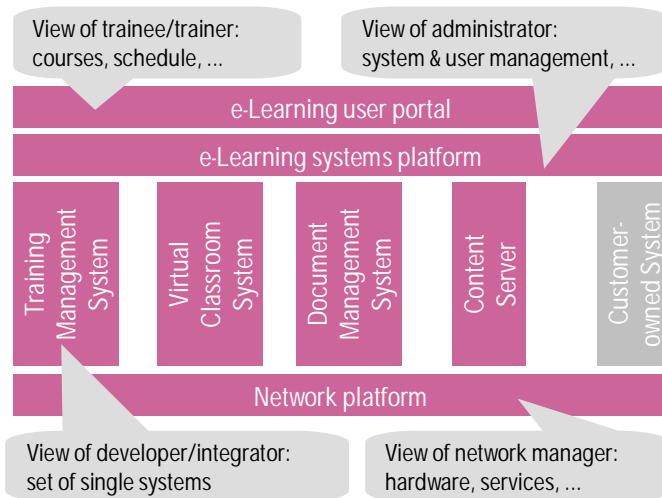 View of trainee/trainer:
courses, schedule, ...
View of administrator:
system & user management, ...
e-Learning user portal
e-Learning systems platform
Training
Management
System
Virtual
Classroom
System
Document
Management
System
Content
Server
Customer-
owned System
Network platform
View of developer/integrator:
set of single systems
View of network manager:
hardware, services, ...